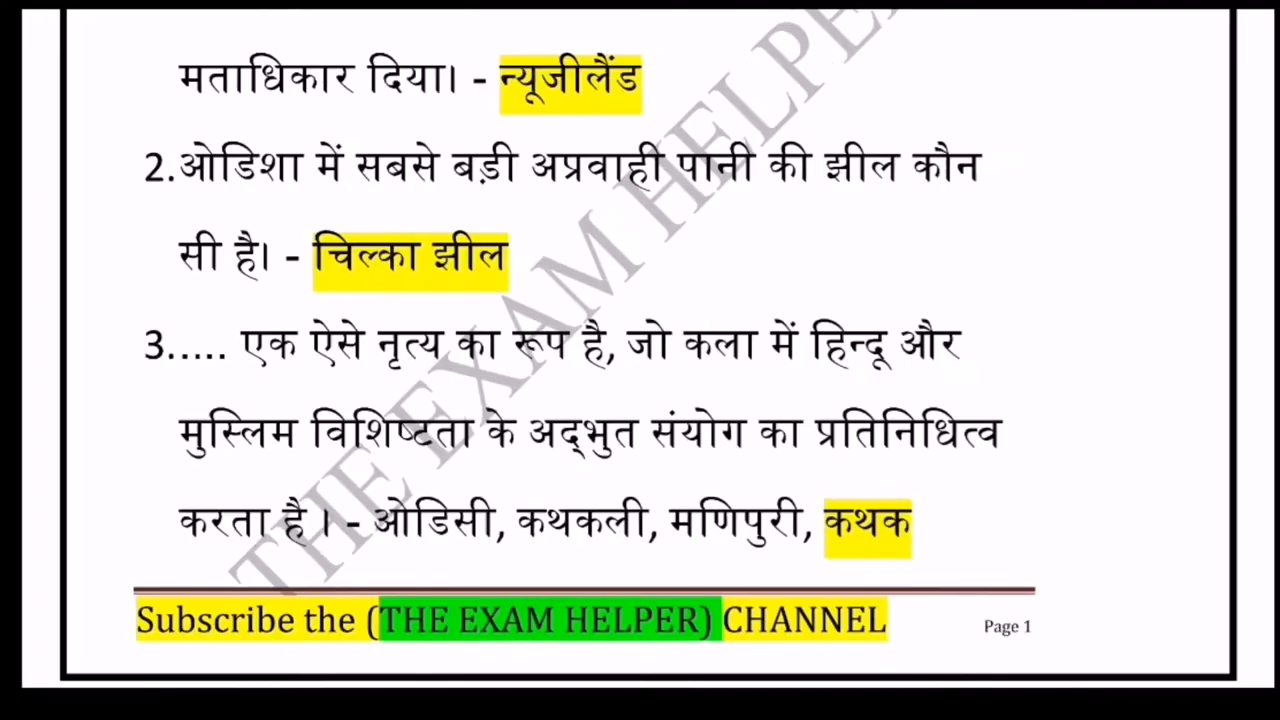 मताधिकार दिया। - न्यूजीलैंड
2.ओडिशा में सबसे बड़ी अप्रवाही पानी की झील कौन
सी है। - चिल्का झील
3..... एक ऐसे नृत्य का रूप है, जो कला में हिन्दू और
मुस्लिम विशिष्टता के अद्भुत संयोग का प्रतिनिधित्व
करता है । - ओडिसी, कथकली, मणिपुरी, कथक
THE EXAM HELPER
Subscribe the (THE EXAM HELPER) CHANNEL
Page 1